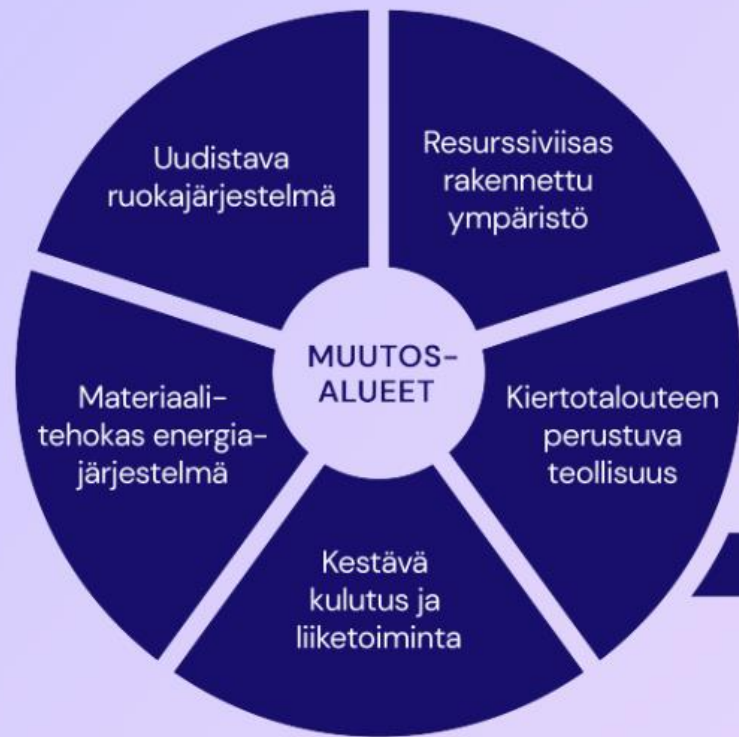 Uudistava
ruokajärjestelmä
Resurssiviisas
rakennettu
ympäristö
MUUTOS-
ALUEET
Materiaali-
tehokas energia-
järjestelmä
Kiertotalouteen
perustuva
teollisuus
Kestävä
kulutus ja
liiketoiminta